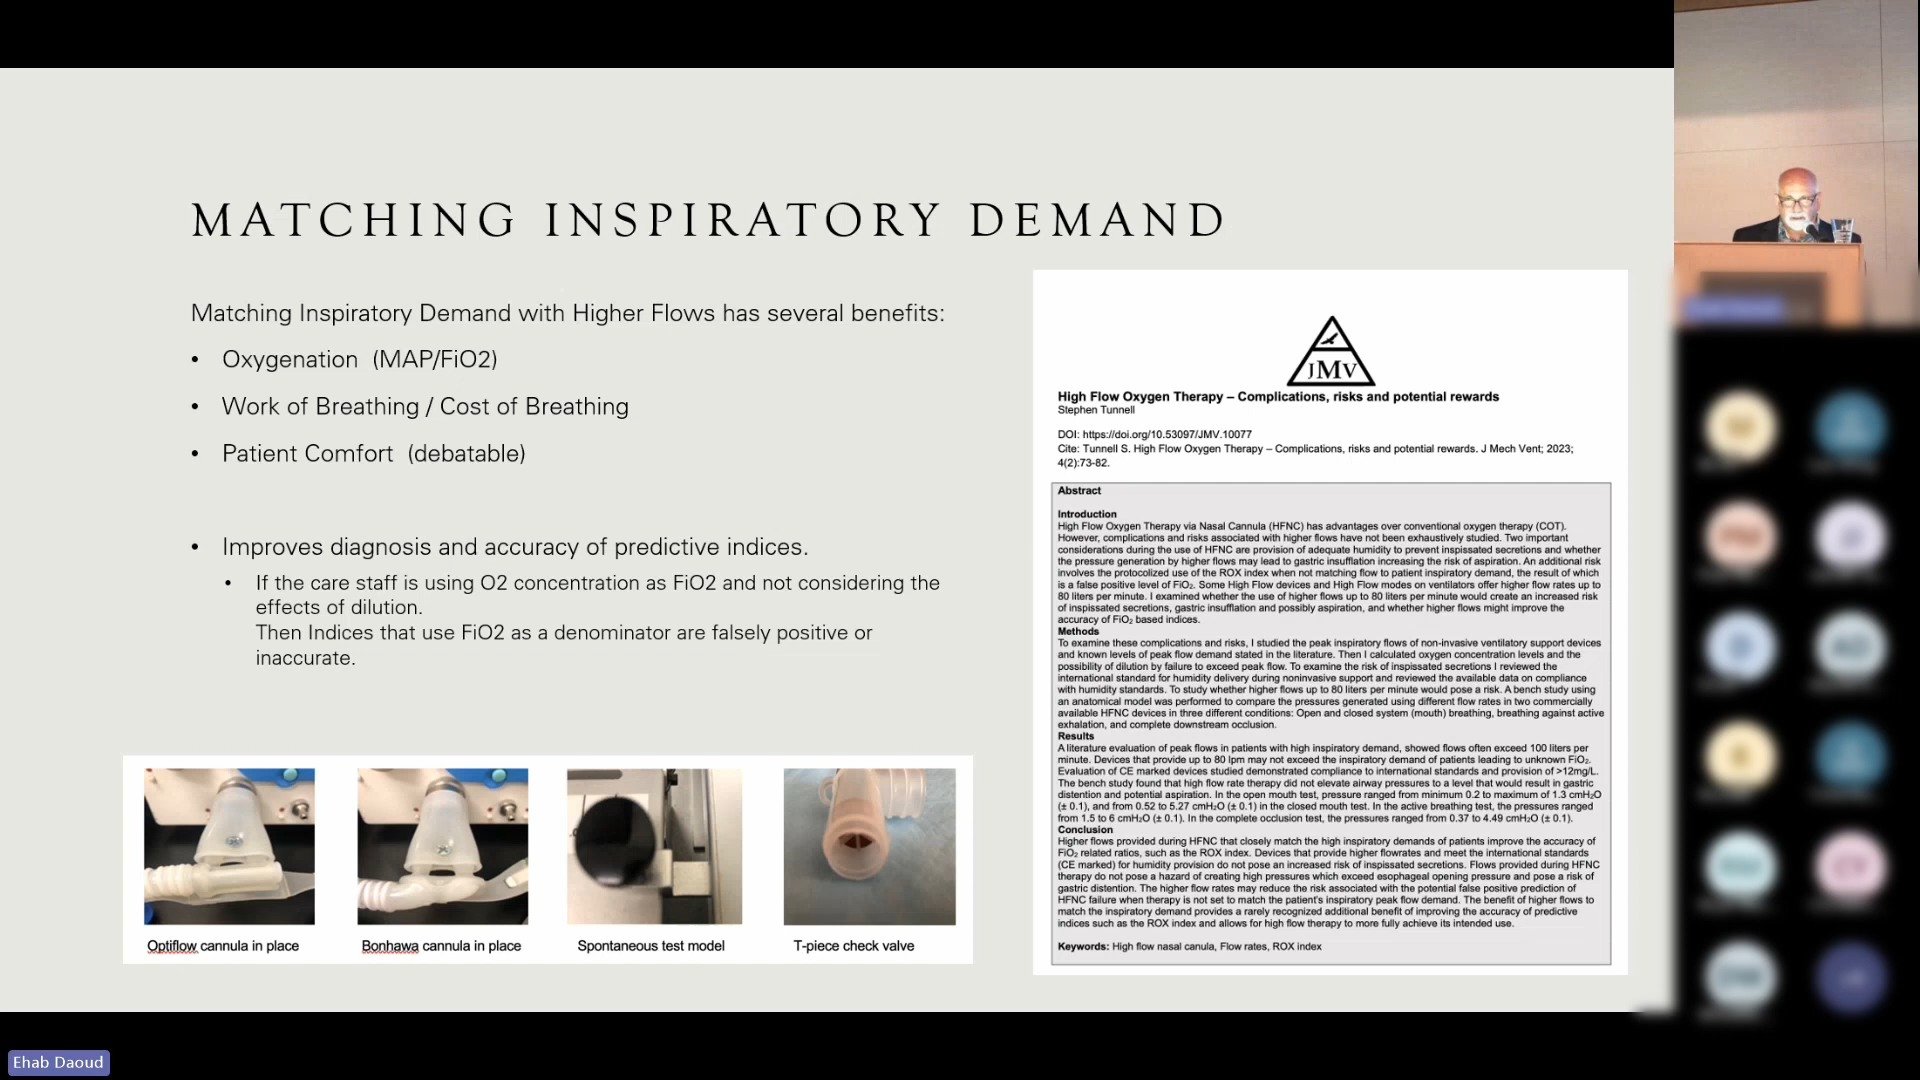 MATCHING INSPIRATORY DEMAND
Matching Inspiratory Demand with Higher Flows has several benefits:
• Oxygenation (MAP/FiO2)
• Work of Breathing / Cost of Breathing
• Patient Comfort (debatable)
• Improves diagnosis and accuracy of predictive indices.
• If the care staff is using O2 concentration as FiO2 and not considering the
effects of dilution.
Then Indices that use FiO2 as a denominator are falsely positive or
inaccurate.
Optiflow cannula in place
Bonhawa cannula in place
Spontaneous test model
T-piece check valve
JMV
High Flow Oxygen Therapy – Complications, risks and potential rewards
Stephen Tunnell
DOI: https://doi.org/10.53097/JMV.10077
Cite: Tunnell S. High Flow Oxygen Therapy – Complications, risks and potential rewards. J Mech Vent; 2023;
4(2):73-82.
Abstract
Introduction
High Flow Oxygen Therapy via Nasal Cannula (HFNC) has advantages over conventional oxygen therapy (COT).
However, complications and risks associated with higher flows have not been exhaustively studied. Two important
considerations during the use of HFNC are provision of adequate humidity to prevent inspissated secretions and whether
the pressure generation by higher flows may lead to gastric insufflation increasing the risk of aspiration. An additional risk
involves the protocolized use of the ROX index when not matching flow to patient inspiratory demand, the result of which
is a false positive level of FiO₂. Some High Flow devices and High Flow modes on ventilators offer higher flow rates up to
80 liters per minute. I examined whether the use of higher flows up to 80 liters per minute would create an increased risk
of inspissated secretions, gastric insufflation and possibly aspiration, and whether higher flows might improve the
accuracy of FiO₂ based indices.
Methods
To examine these complications and risks, I studied the peak inspiratory flows of non-invasive ventilatory support devices
and known levels of peak flow demand stated in the literature. Then I calculated oxygen concentration levels and the
possibility of dilution by failure to exceed peak flow. To examine the risk of inspissated secretions I reviewed the
international standard for humidity delivery during noninvasive support and reviewed the available data on compliance
with humidity standards. To study whether higher flows up to 80 liters per minute would pose a risk. A bench study using
an anatomical model was performed to compare the pressures generated using different flow rates in two commercially
available HFNC devices in three different conditions: Open and closed system (mouth) breathing, breathing against active
exhalation, and complete downstream occlusion.
Results
A literature evaluation of peak flows in patients with high inspiratory demand, showed flows often exceed 100 liters per
minute. Devices that provide up to 80 lpm may not exceed the inspiratory demand of patients leading to unknown FiO₂.
Evaluation of CE marked devices studied demonstrated compliance to international standards and provision of >12mg/L.
The bench study found that high flow rate therapy did not elevate airway pressures to a level that would result in gastric
distention and potential aspiration. In the open mouth test, pressure ranged from minimum 0.2 to maximum of 1.3 cmH₂O
(± 0.1), and from 0.52 to 5.27 cmH₂O (± 0.1) in the closed mouth test. In the active breathing test, the pressures ranged
from 1.5 to 6 cmH₂O (± 0.1). In the complete occlusion test, the pressures ranged from 0.37 to 4.49 cmH₂O (± 0.1).
Conclusion
Higher flows provided during HFNC that closely match the high inspiratory demands of patients improve the accuracy of
FiO₂ related ratios, such as the ROX index. Devices that provide higher flowrates and meet the international standards
(CE marked) for humidity provision do not pose an increased risk of inspissated secretions. Flows provided during HFNC
therapy do not pose a hazard of creating high pressures which exceed esophageal opening pressure and pose a risk of
gastric distention. The higher flow rates may reduce the risk associated with the potential false positive prediction of
HFNC failure when therapy is not set to match the patient's inspiratory peak flow demand. The benefit of higher flows to
match the inspiratory demand provides a rarely recognized additional benefit of improving the accuracy of predictive
indices such as the ROX index and allows for high flow therapy to more fully achieve its intended use.
Keywords: High flow nasal canula, Flow rates, ROX index
Ehab Daoud